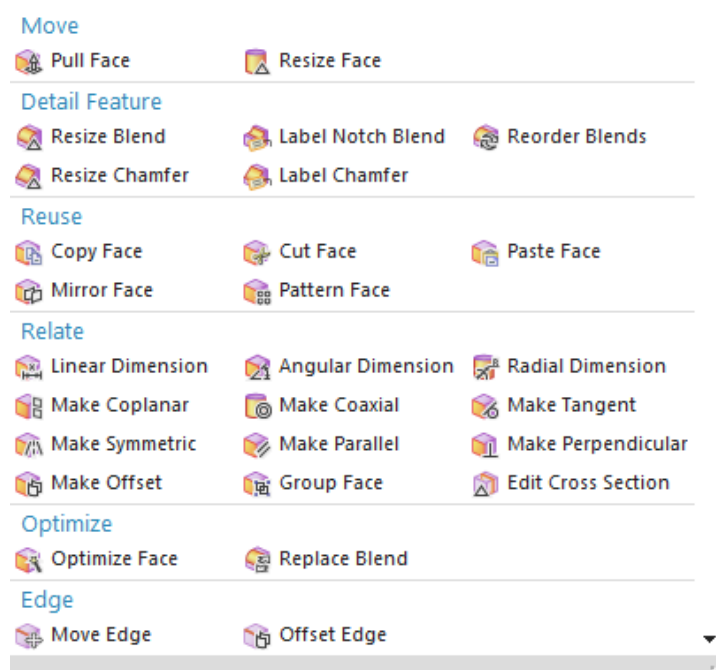 Move
Pull Face Resize Face
Detail Feature
Resize Blend Label Notch Blend Reorder Blends
Resize Chamfer Label Chamfer
Reuse
Copy Face Cut Face Paste Face
Mirror Face Pattern Face
Relate
Linear Dimension Angular Dimension Radial Dimension
Make Coplanar Make Coaxial Make Tangent
Make Symmetric Make Parallel Make Perpendicular
Make Offset Group Face Edit Cross Section
Optimize
Optimize Face Replace Blend
Edge
Move Edge Offset Edge